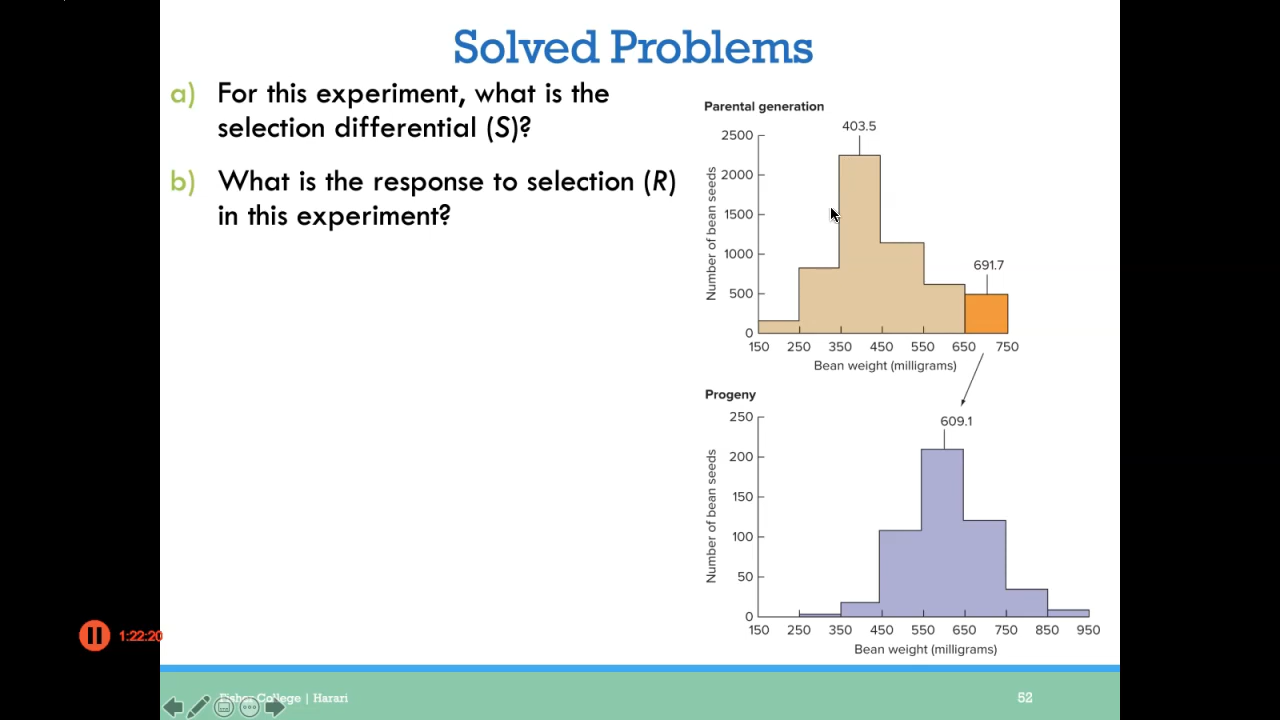 Solved Problems
a) For this experiment, what is the
selection differential (S)?
b) What is the response to selection (R)
in this experiment?
Parental generation
403.5
2500
2000
1500
1000
500
0
691.7
Number of bean seeds
150 250 350 450 550 650 750
Bean weight (milligrams)
Progeny
609.1
250
200
150
100
50
0
Number of bean seeds
150 250 350 450 550 650 750 850 950
Bean weight (milligrams)
1:22:20
Fisher College | Harari
52